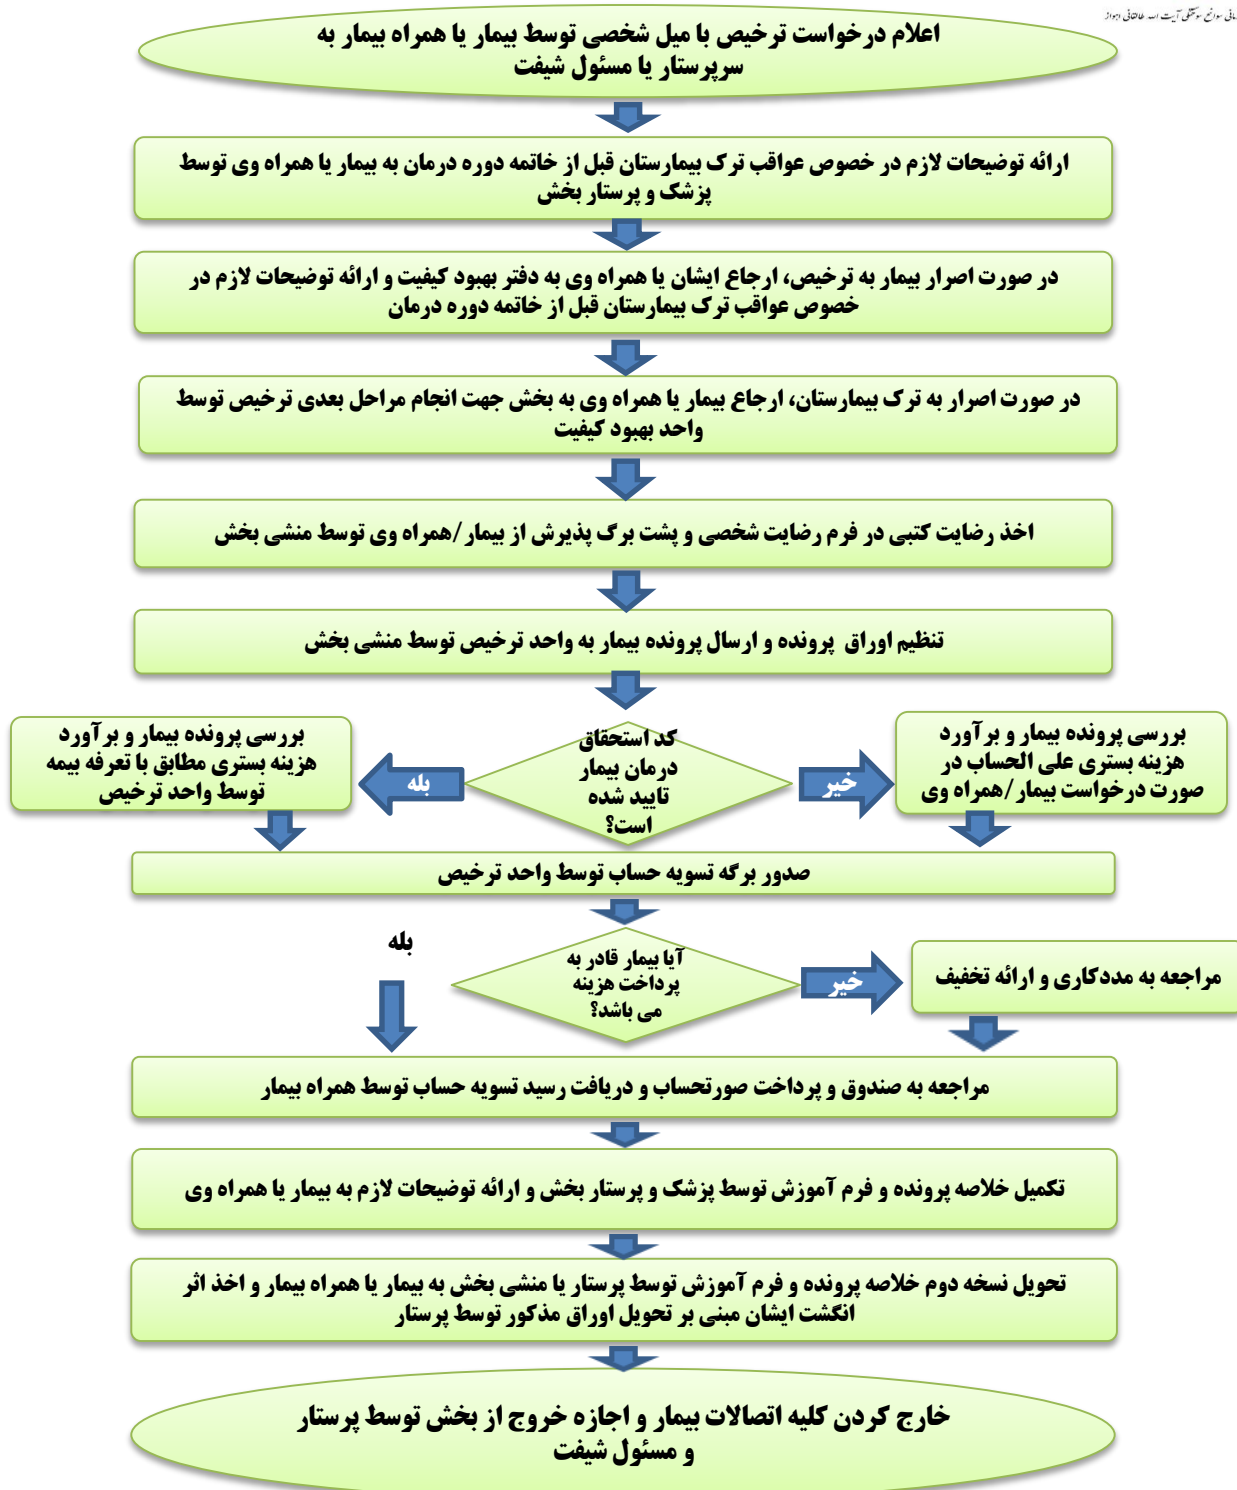 سوانح سوختگی آیت الله طالقانی اهواز
اعلام درخواست ترخیص با میل شخصی توسط بیمار یا همراه بیمار به
سرپرستار یا مسئول شیفت
ارائه توضیحات لازم در خصوص عواقب ترک بیمارستان قبل از خاتمه دوره درمان به بیمار یا همراه وی توسط
پزشک و پرستار بخش
در صورت اصرار بیمار به ترخیص، ارجاع ایشان یا همراه وی به دفتر بهبود کیفیت و ارائه توضیحات لازم در
خصوص عواقب ترک بیمارستان قبل از خاتمه دوره درمان
در صورت اصرار به ترک بیمارستان، ارجاع بیمار یا همراه وی به بخش جهت انجام مراحل بعدی ترخیص توسط
واحد بهبود کیفیت
اخذ رضایت کتبی در فرم رضایت شخصی و پشت برگ پذیرش از بیمار/همراه وی توسط منشی بخش
تنظیم اوراق پرونده و ارسال پرونده بیمار به واحد ترخیص توسط منشی بخش
بررسی پرونده بیمار و برآورد
هزینه بستری علی الحساب در
صورت درخواست بیمار/همراه وی
خیر
کد استحقاق
درمان بیمار
تایید شده
است؟
بله
بررسی پرونده بیمار و برآورد
هزینه بستری مطابق با تعرفه بیمه
توسط واحد ترخیص
صدور برگه تسویه حساب توسط واحد ترخیص
مراجعه به مددکاری و ارائه تخفیف
خیر
آیا بیمار قادر به
پرداخت هزینه
می باشد؟
بله
مراجعه به صندوق و پرداخت صورتحساب و دریافت رسید تسویه حساب توسط همراه بیمار
تکمیل خلاصه پرونده و فرم آموزش توسط پزشک و پرستار بخش و ارائه توضیحات لازم به بیمار یا همراه وی
تحویل نسخه دوم خلاصه پرونده و فرم آموزش توسط پرستار یا منشی بخش به بیمار یا همراه بیمار و اخذ اثر
انگشت ایشان مبنی بر تحویل اوراق مذکور توسط پرستار
خارج کردن کلیه اتصالات بیمار و اجازه خروج از بخش توسط پرستار
و مسئول شیفت